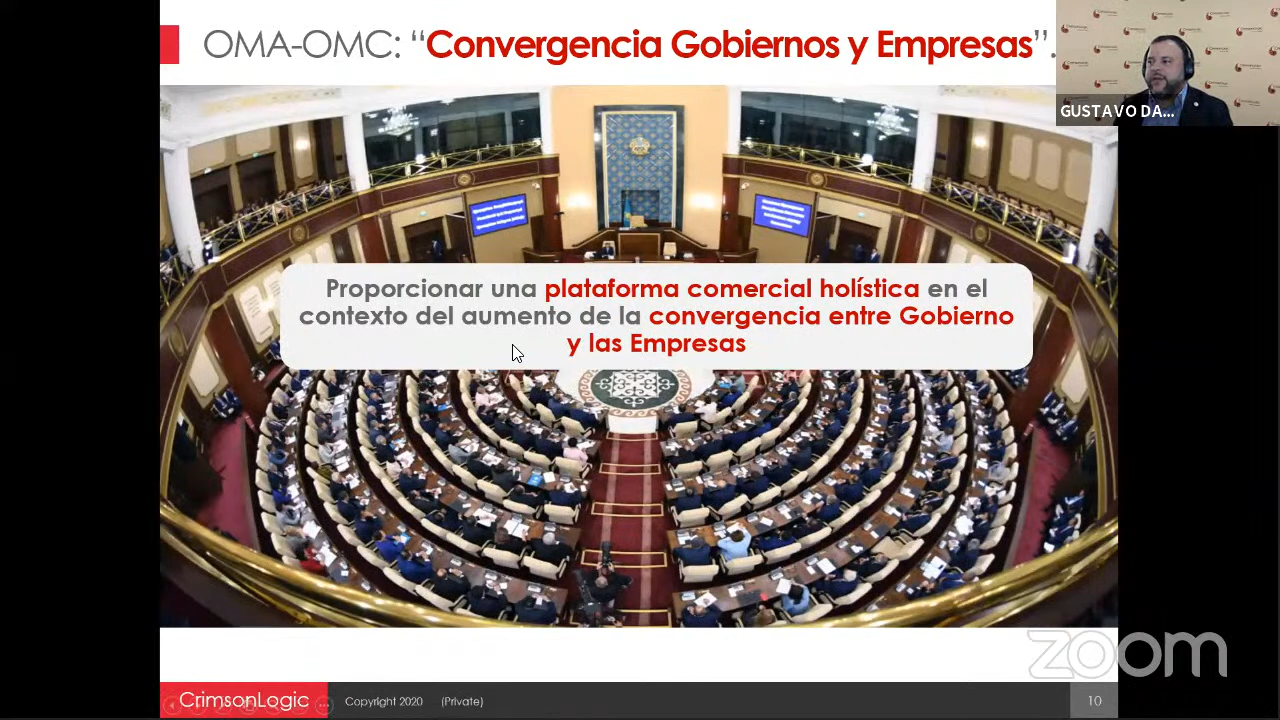 OMA-OMC: “Convergencia Gobiernos y Empresas”.
GUSTAVO DA...
Proporcionar una plataforma comercial holística en el
contexto del aumento de la convergencia entre Gobierno
y las Empresas
zoom
CrimsonLogic
Copyright 2020
(Private)
10